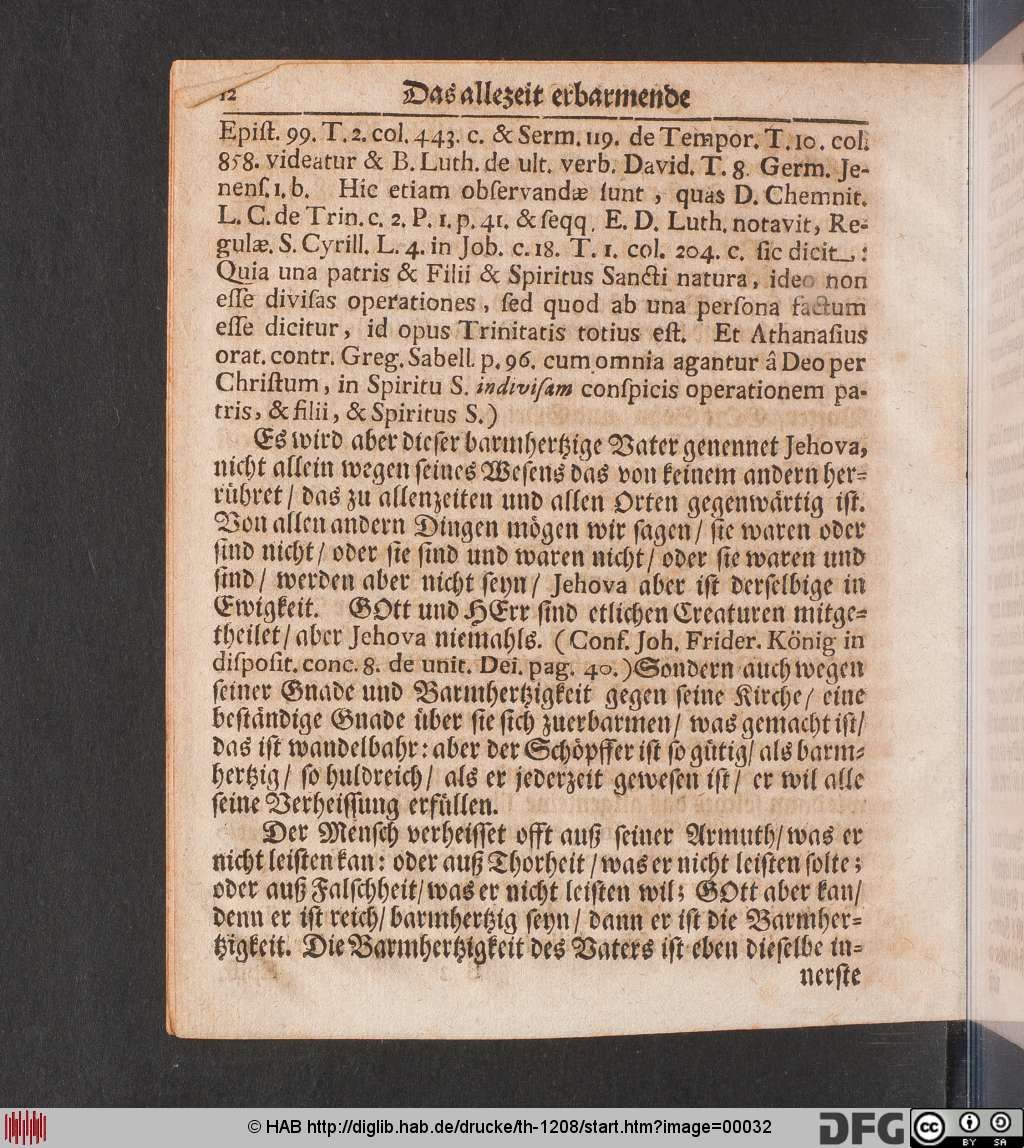 12 Das allezeit erbarmende
Epiſt. 99. T. 2. col. 443. c. & Serm. 119. de Tempor. T. 10. col.
858. videatur & B. Luth. de ult. verb. David. T. 8. Germ. Je-
nenſ. 1. b. Hic etiam obſervandæ ſunt, quas D. Chemnit.
L. C. de Trin. c. 2. P. 1. p. 41. & ſeqq. E. D. Luth. notavit, Re-
gulæ. S. Cyrill. L. 4. in Job. c. 18. T. 1. col. 204. c. ſic dicit:
Quia una patris & Filii & Spiritus Sancti natura, ideo non
eſſe diviſas operationes, ſed quod ab una perſona factum
eſſe dicitur, id opus Trinitatis totius eſt. Et Athanaſius
orat. contr. Greg. Sabell. p. 96. cum omnia agantur â Deo per
Chriſtum, in Spiritu S. indiviſam conſpicis operationem pa-
tris, & filii, & Spiritus S.)
Es wird aber dieſer barmhertzige Vater genennet Jehova,
nicht allein wegen ſeines Weſens das von keinem andern her-
rühret/ das zu allenzeiten und allen Orten gegenwärtig iſt.
Von allen andern Dingen mögen wir ſagen/ ſie waren oder
ſind nicht/ oder ſie ſind und waren nicht/ oder ſie waren und
ſind/ werden aber nicht ſeyn/ Jehova aber iſt derſelbige in
Ewigkeit. GOtt und HErr ſind etlichen Creaturen mitge-
theilet/ aber Jehova niemahls. (Conf. Joh. Frider. König in
diſpoſit. conc. 8. de unit. Dei. pag. 40.) Sondern auch wegen
ſeiner Gnade und Barmhertzigkeit gegen ſeine Kirche/ eine
beſtändige Gnade über ſie ſich zuerbarmen/ was gemacht iſt/
das iſt wandelbahr: aber der Schöpffer iſt ſo gütig/ als barm-
hertzig/ ſo huldreich/ als er jederzeit geweſen iſt/ er wil alle
ſeine Verheiſſung erfüllen.
Der Menſch verheiſſet offt auß ſeiner Armuth/ was er
nicht leiſten kan: oder auß Thorheit/ was er nicht leiſten ſolte;
oder auß Falſchheit/ was er nicht leiſten wil; GOtt aber kan/
denn er iſt reich/ barmhertzig ſeyn/ dann er iſt die Barmher-
tzigkeit. Die Barmhertzigkeit des Vaters iſt eben dieſelbe in-
nerſte
© HAB http://diglib.hab.de/drucke/th-1208/start.htm?image=00032
DFG
cc BY SA